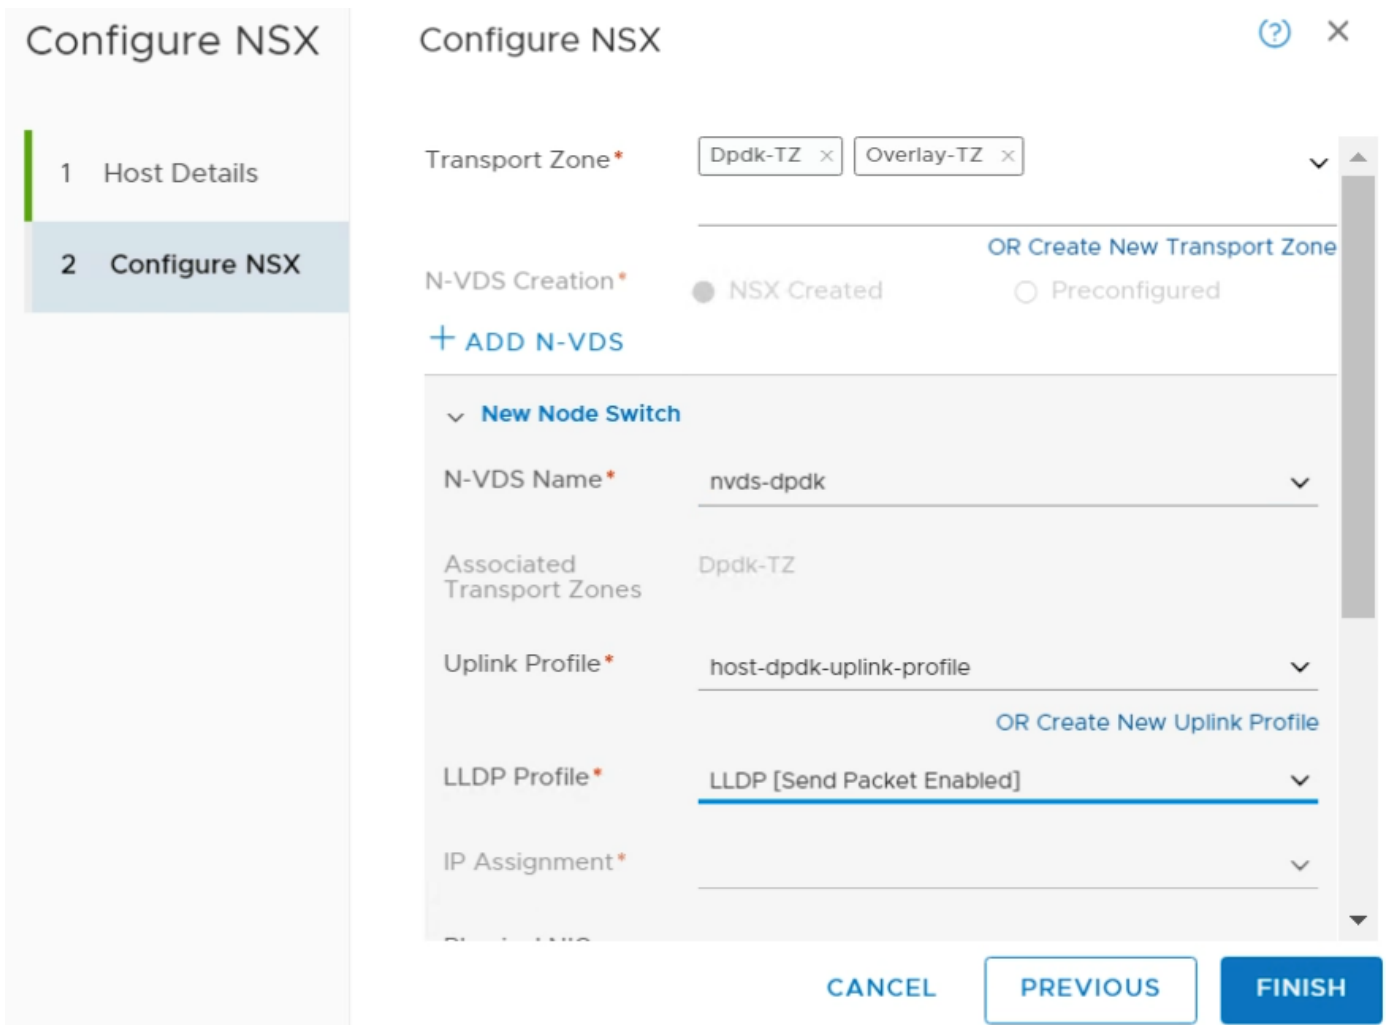 Configure NSX
1 Host Details
2 Configure NSX
Configure NSX
Transport Zone* Dpdk-TZ × Overlay-TZ ×
OR Create New Transport Zone
N-VDS Creation* NSX Created Preconfigured
+ ADD N-VDS
New Node Switch
N-VDS Name* nvds-dpdk
Associated Dpdk-TZ
Transport Zones
Uplink Profile* host-dpdk-uplink-profile
OR Create New Uplink Profile
LLDP Profile* LLDP [Send Packet Enabled]
IP Assignment*
CANCEL PREVIOUS FINISH